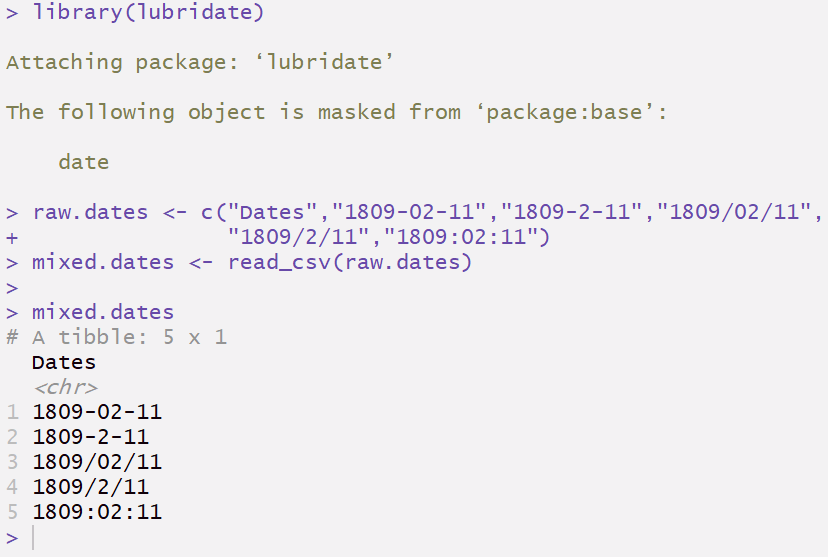 > library(lubridate)
Attaching package: ‘lubridate’
The following object is masked from ‘package:base’:
date
> raw.dates <- c("Dates","1809-02-11","1809-2-11","1809/02/11",
+ "1809/2/11","1809:02:11")
> mixed.dates <- read_csv(raw.dates)
>
> mixed.dates
# A tibble: 5 x 1
Dates
<chr>
1 1809-02-11
2 1809-2-11
3 1809/02/11
4 1809/2/11
5 1809:02:11
>